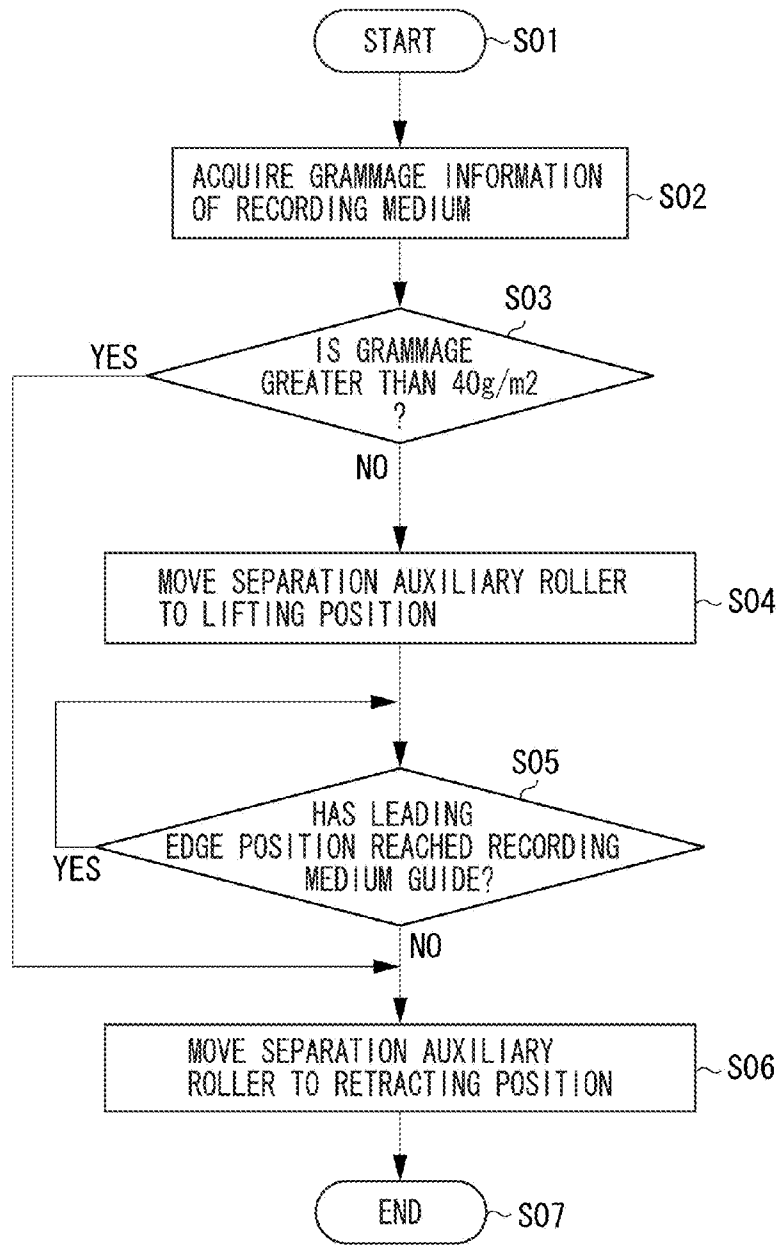 START
S01
ACQUIRE GRAMMAGE INFORMATION
OF RECORDING MEDIUM
S02
S03
YES
IS GRAMMAGE
GREATER THAN 40g/m2
?
NO
MOVE SEPARATION AUXILIARY ROLLER
TO LIFTING POSITION
S04
S05
HAS LEADING
EDGE POSITION REACHED RECORDING
MEDIUM GUIDE?
YES
NO
MOVE SEPARATION AUXILIARY
ROLLER TO RETRACTING POSITION
S06
END
S07